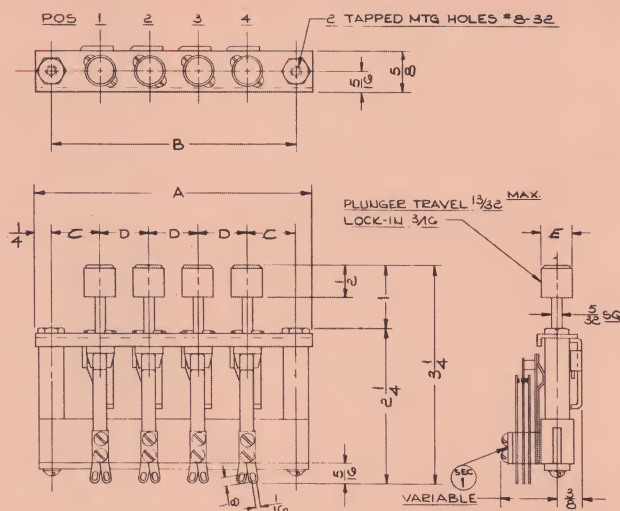 POS 1 2 3 4
2 TAPPED MTG HOLES #8-32
5/16
5/8
B
A
1/4
C D D D C
PLUNGER TRAVEL 13/32 MAX.
LOCK-IN 3/16
E
1/2
1
5/32 SQ
2 1/4
3 1/4
5/16
1/8
1/16
SEC
1
VARIABLE
3/8